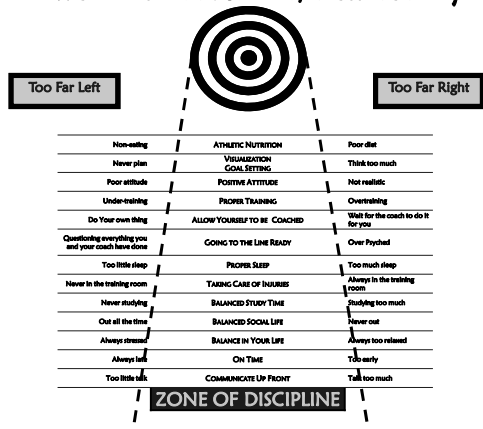 Too Far Left
Too Far Right
Non-eating ATHLETIC NUTRITION Poor diet
Never plan VISUALIZATION GOAL SETTING Think too much
Poor attitude POSITIVE ATTITUDE Not realistic
Under-training PROPER TRAINING Overtraining
Do Your own thing ALLOW YOURSELF TO BE COACHED Wait for the coach to do it for you
Questioning everything you and your coach have done GOING TO THE LINE READY Over Psyched
Too little sleep PROPER SLEEP Too much sleep
Never in the training room TAKING CARE OF INJURIES Always in the training room
Never studying BALANCED STUDY TIME Studying too much
Out all the time BALANCED SOCIAL LIFE Never out
Always stressed BALANCE IN YOUR LIFE Always too relaxed
Always late ON TIME Too early
Too little talk COMMUNICATE UP FRONT Talk too much
ZONE OF DISCIPLINE